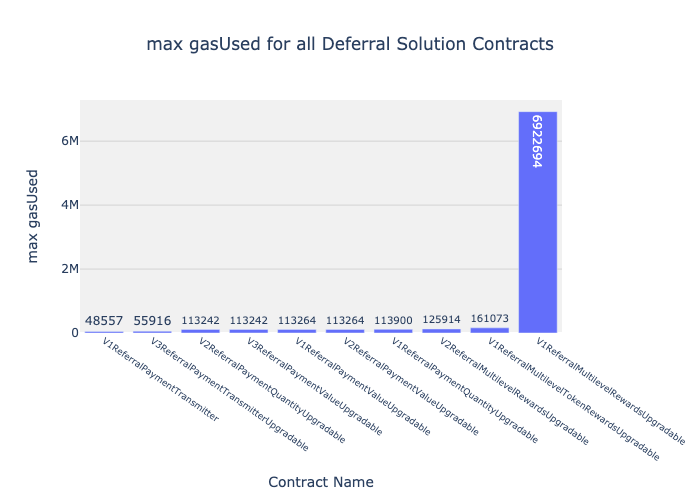 max gasUsed for all Deferral Solution Contracts
max gasUsed
6M
4M
2M
0
48557
55916
113242
113242
113264
113264
113900
125914
161073
6922694
V1ReferralPaymentTransmitter
V3ReferralPaymentTransmitterUpgradable
V2ReferralPaymentQuantityUpgradable
V3ReferralPaymentValueUpgradable
V1ReferralPaymentValueUpgradable
V2ReferralPaymentValueUpgradable
V1ReferralPaymentQuantityUpgradable
V2ReferralMultilevelRewardsUpgradable
V1ReferralMultilevelTokenRewardsUpgradable
V1ReferralMultilevelRewardsUpgradable
Contract Name